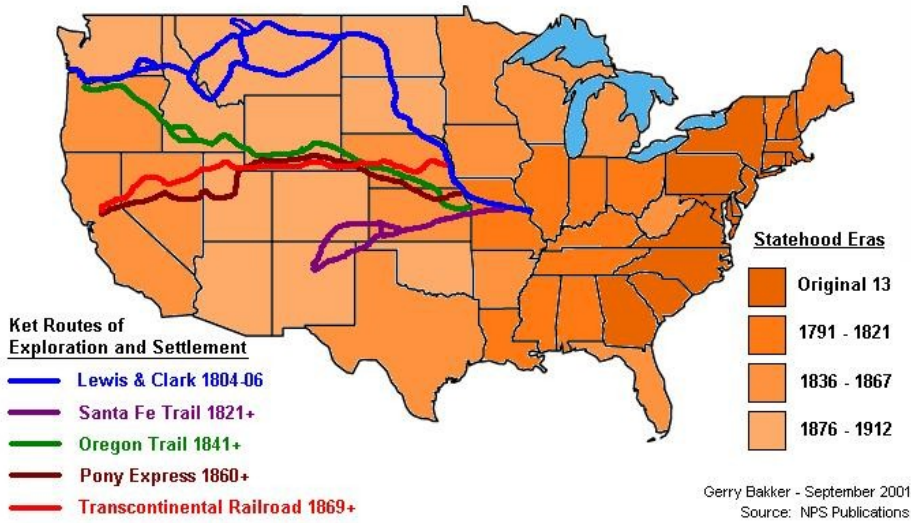 Statehood Eras
Original 13
1791 - 1821
1836 - 1867
1876 - 1912
Ket Routes of
Exploration and Settlement
Lewis & Clark 1804-06
Santa Fe Trail 1821+
Oregon Trail 1841+
Pony Express 1860+
Transcontinental Railroad 1869+
Gerry Bakker - September 2001
Source: NPS Publications